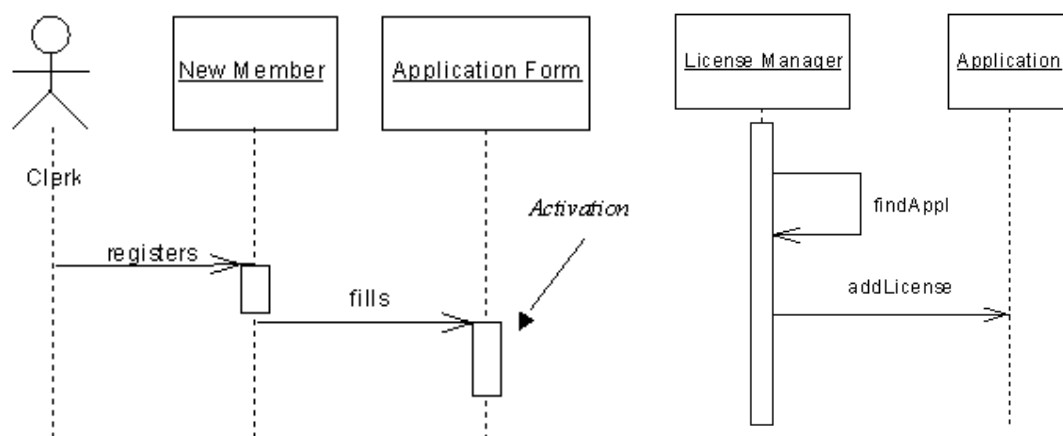 New Member
Application Form
License Manager
Application
Clerk
Activation
findAppl
registers
addLicense
fills